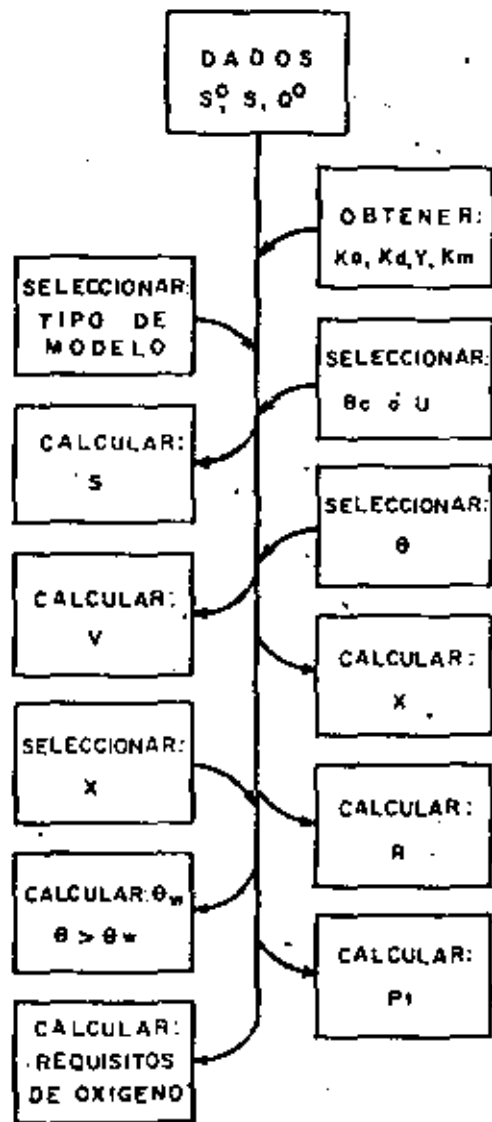 DADOS
S°, S, Q°
OBTENER:
Ko, Kd, Y, Km
SELECCIONAR:
TIPO DE
MODELO
SELECCIONAR:
θc ó U
CALCULAR:
S
SELECCIONAR:
θ
CALCULAR:
V
CALCULAR:
X
SELECCIONAR:
X
CALCULAR:
R
CALCULAR: θw
θ > θw
CALCULAR:
Pt
CALCULAR:
REQUISITOS
DE OXIGENO